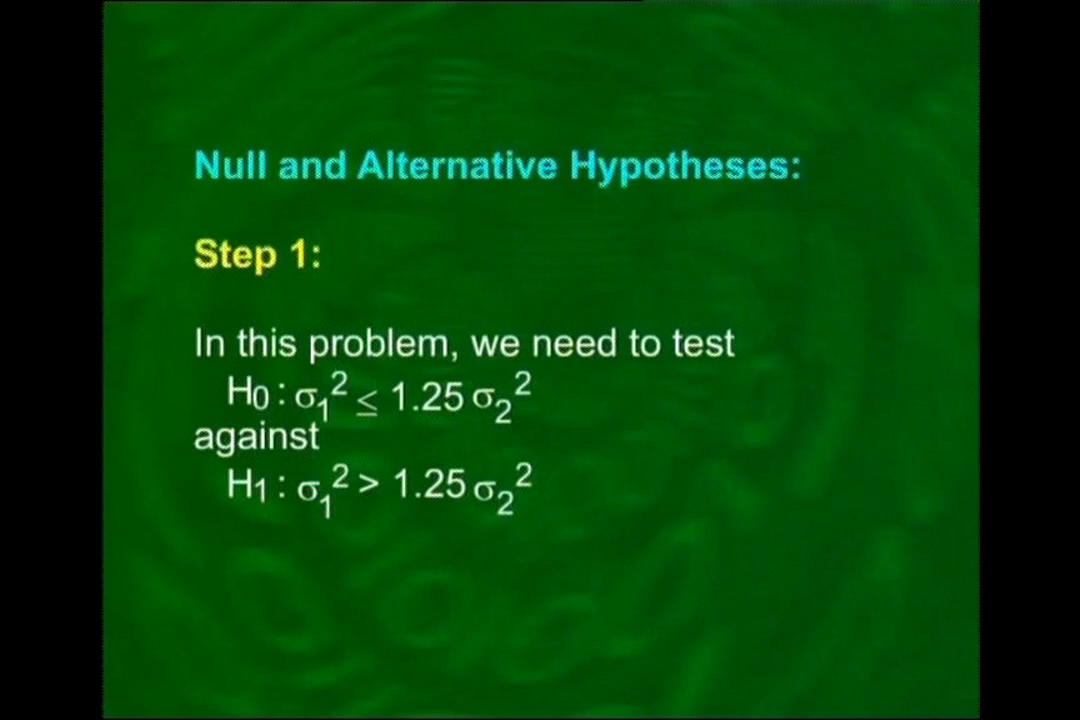 Null and Alternative Hypotheses:
Step 1:
In this problem, we need to test
H₀ : σ₁² ≤ 1.25 σ₂²
against
H₁ : σ₁² > 1.25 σ₂²